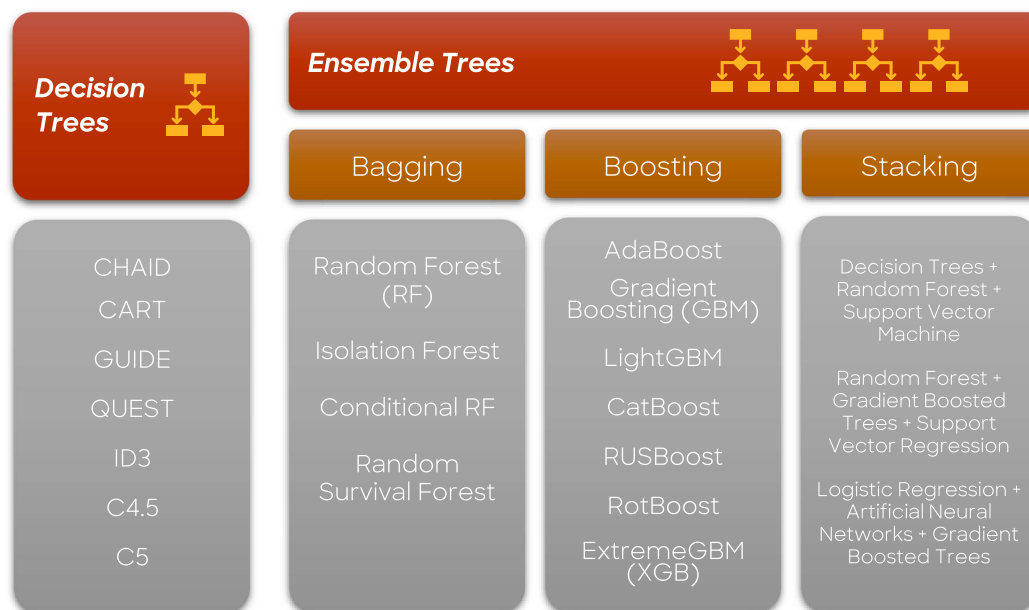 Decision
Trees
Ensemble Trees
Bagging
Boosting
Stacking
CHAID
CART
GUIDE
QUEST
ID3
C4.5
C5
Random Forest
(RF)
Isolation Forest
Conditional RF
Random
Survival Forest
AdaBoost
Gradient
Boosting (GBM)
LightGBM
CatBoost
RUSBoost
RotBoost
ExtremeGBM
(XGB)
Decision Trees +
Random Forest +
Support Vector
Machine
Random Forest +
Gradient Boosted
Trees + Support
Vector Regression
Logistic Regression +
Artificial Neural
Networks + Gradient
Boosted Trees